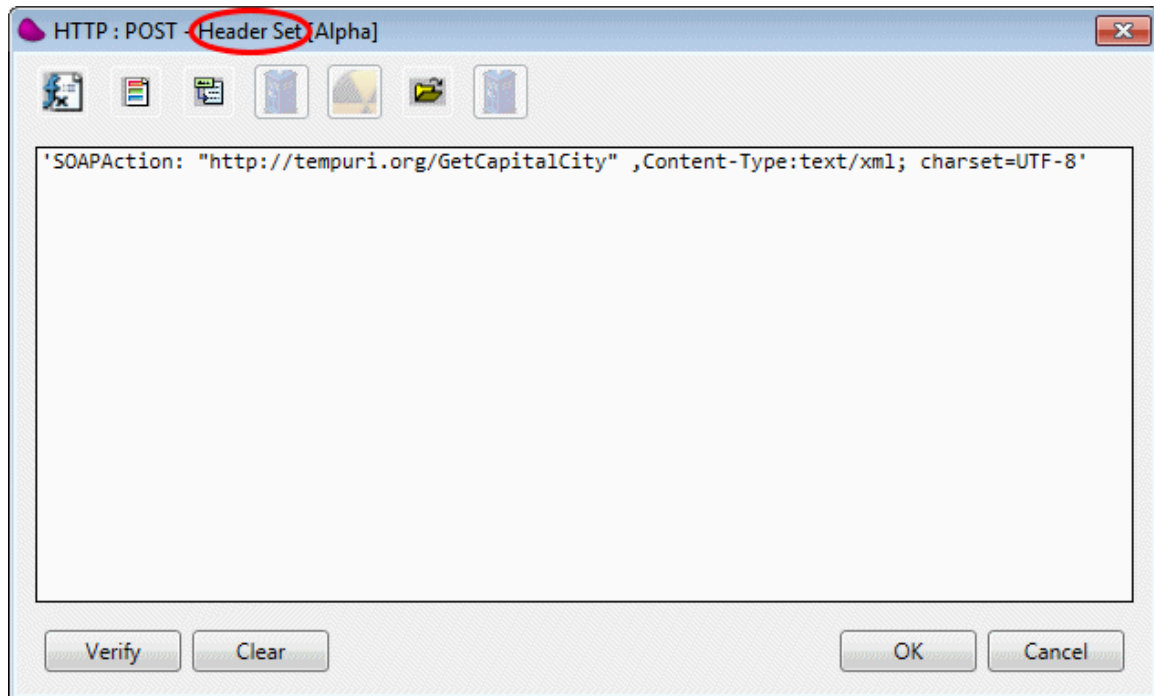 HTTP : POST - Header Set [Alpha]
'SOAPAction: "http://tempuri.org/GetCapitalCity" ,Content-Type:text/xml; charset=UTF-8'
Verify Clear OK Cancel